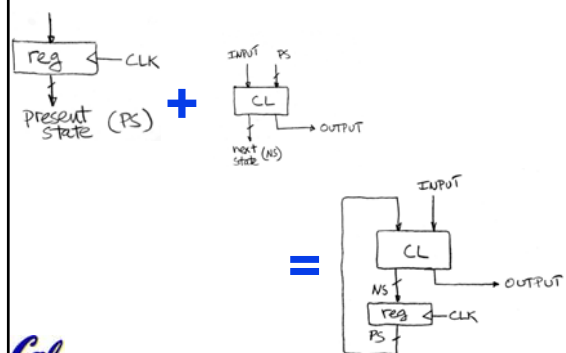 reg
CLK
present
state (PS)
+
INPUT PS
CL
OUTPUT
next
state (NS)
=
INPUT
CL
OUTPUT
NS
reg
CLK
PS
Cal